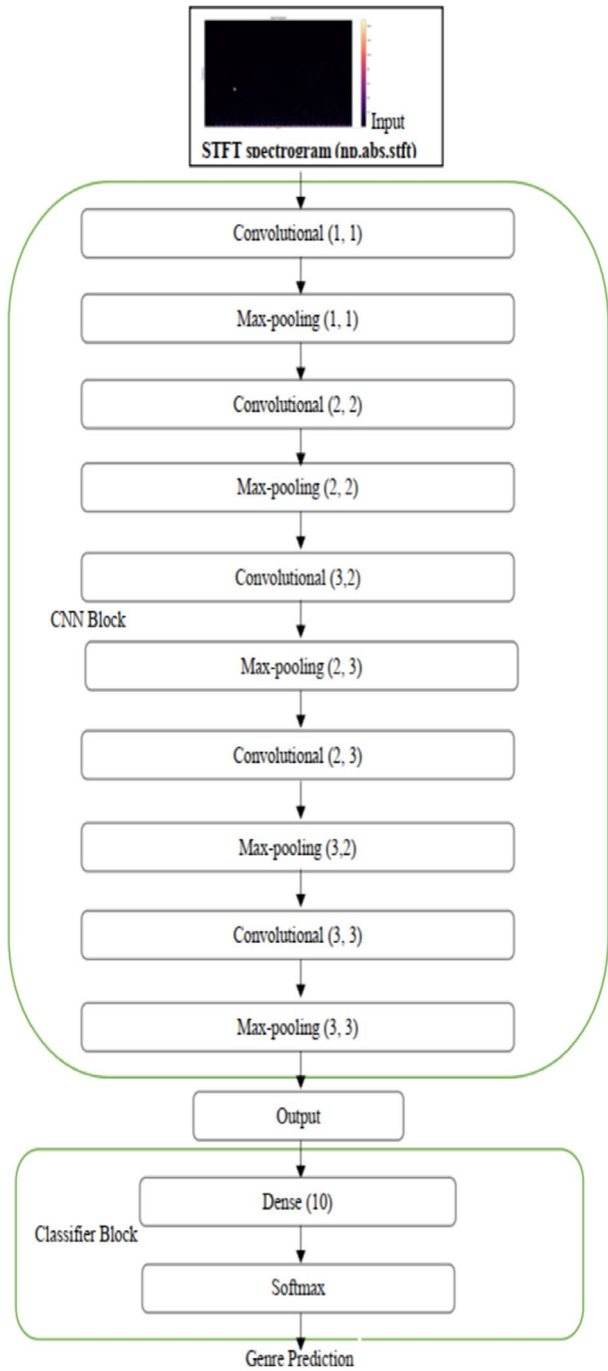 Input
STFT spectrogram (np.abs.stft)
Convolutional (1, 1)
Max-pooling (1, 1)
Convolutional (2, 2)
Max-pooling (2, 2)
Convolutional (3,2)
CNN Block
Max-pooling (2, 3)
Convolutional (2, 3)
Max-pooling (3,2)
Convolutional (3, 3)
Max-pooling (3, 3)
Output
Dense (10)
Classifier Block
Softmax
Genre Prediction